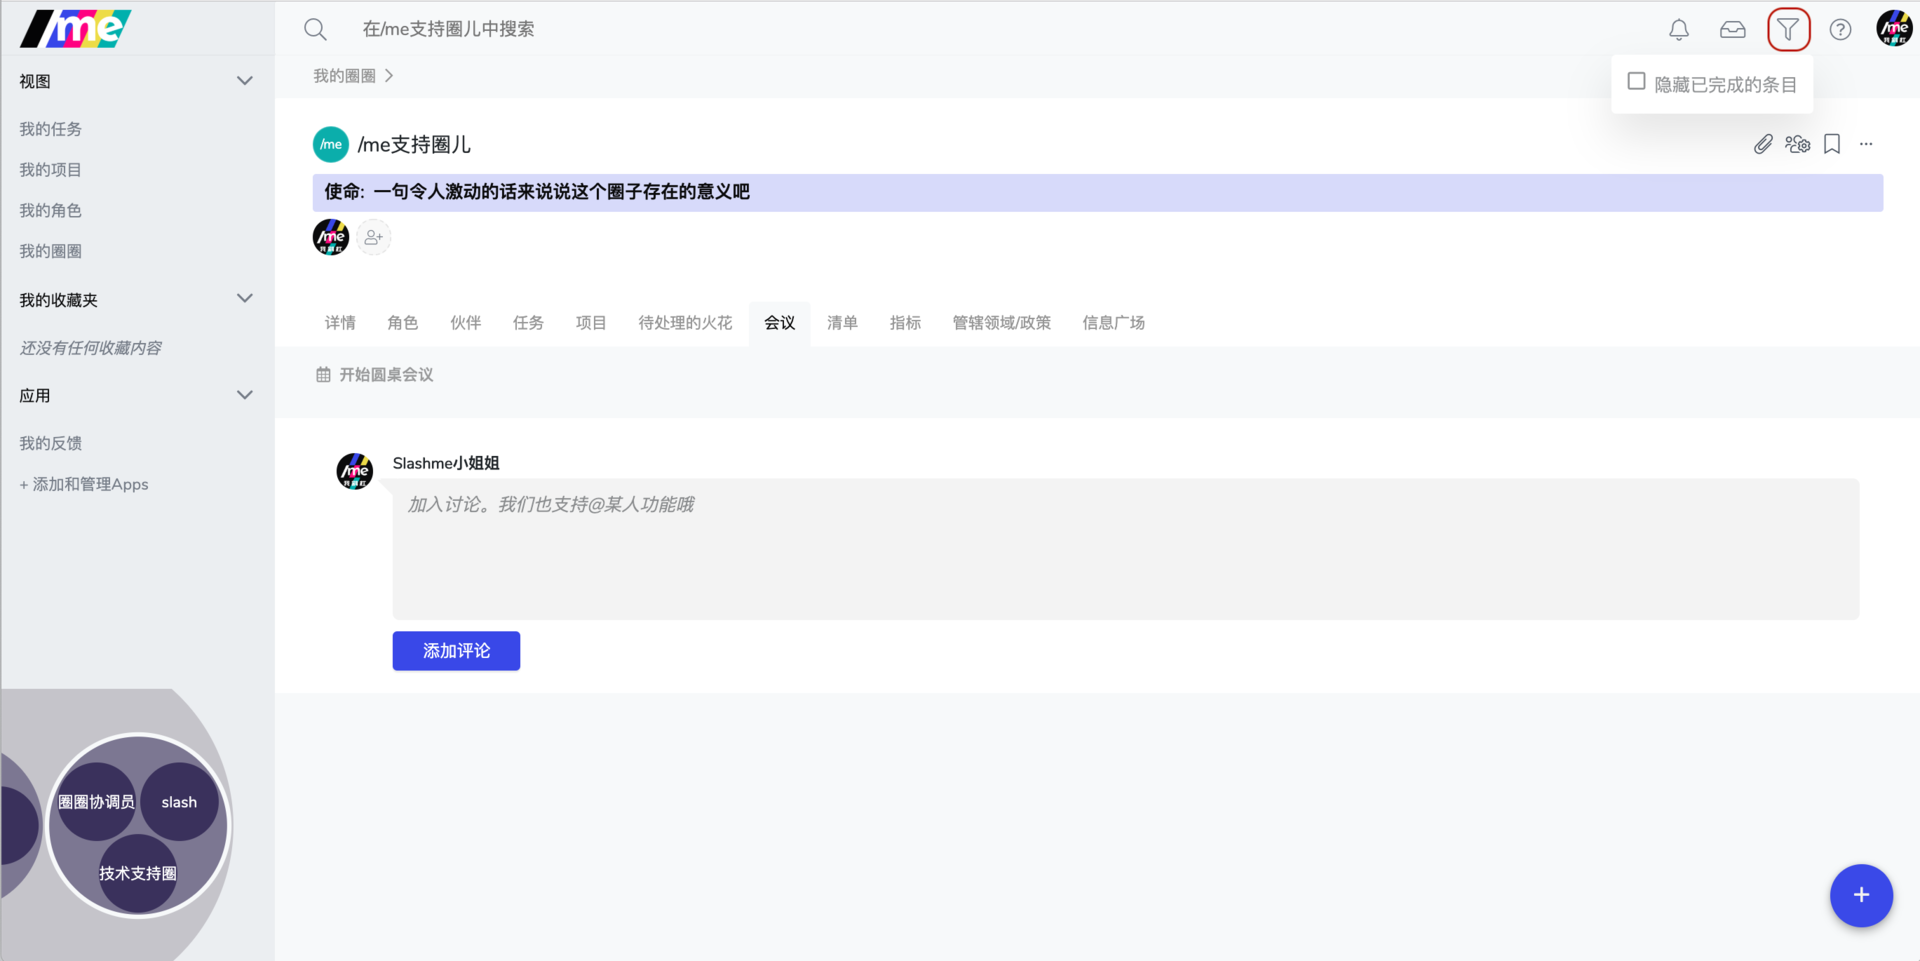 /me
在/me支持圈儿中搜索
/me
隐藏已完成的条目
视图
我的任务
我的项目
我的角色
我的圈圈
我的收藏夹
还没有任何收藏内容
应用
我的反馈
+ 添加和管理Apps
圈圈协调员
slash
技术支持圈
我的圈圈
/me
/me支持圈儿
...
使命: 一句令人激动的话来说说这个圈子存在的意义吧
/me
详情 角色 伙伴 任务 项目 待处理的火花 会议 清单 指标 管辖领域/政策 信息广场
开始圆桌会议
/me
Slashme小姐姐
加入讨论。我们也支持@某人功能哦
添加评论
+